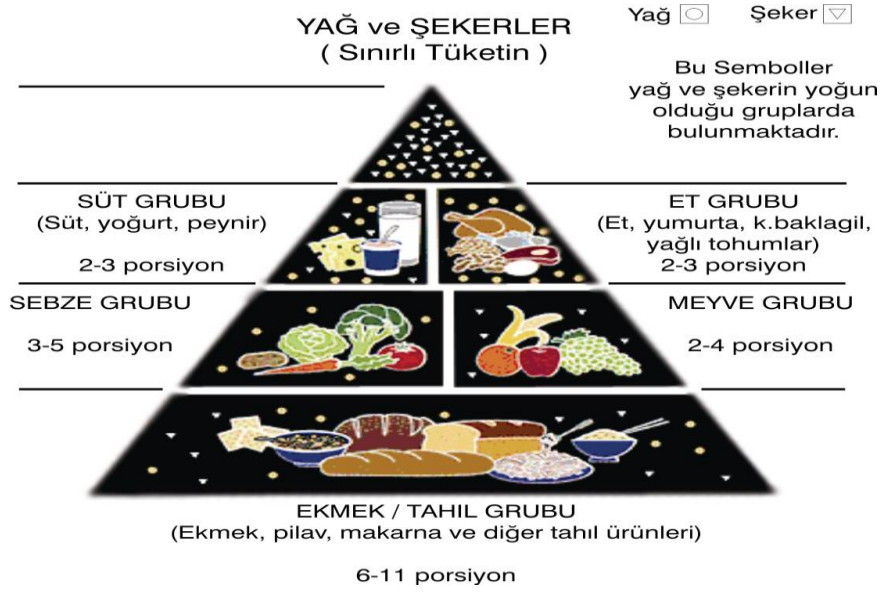 YAĞ ve ŞEKERLER
( Sınırlı Tüketin )
Yağ
Şeker
Bu Semboller
yağ ve şekerin yoğun
olduğu gruplarda
bulunmaktadır.
SÜT GRUBU
(Süt, yoğurt, peynir)
2-3 porsiyon
ET GRUBU
(Et, yumurta, k.baklagil,
yağlı tohumlar)
2-3 porsiyon
SEBZE GRUBU
3-5 porsiyon
MEYVE GRUBU
2-4 porsiyon
EKMEK / TAHIL GRUBU
(Ekmek, pilav, makarna ve diğer tahıl ürünleri)
6-11 porsiyon